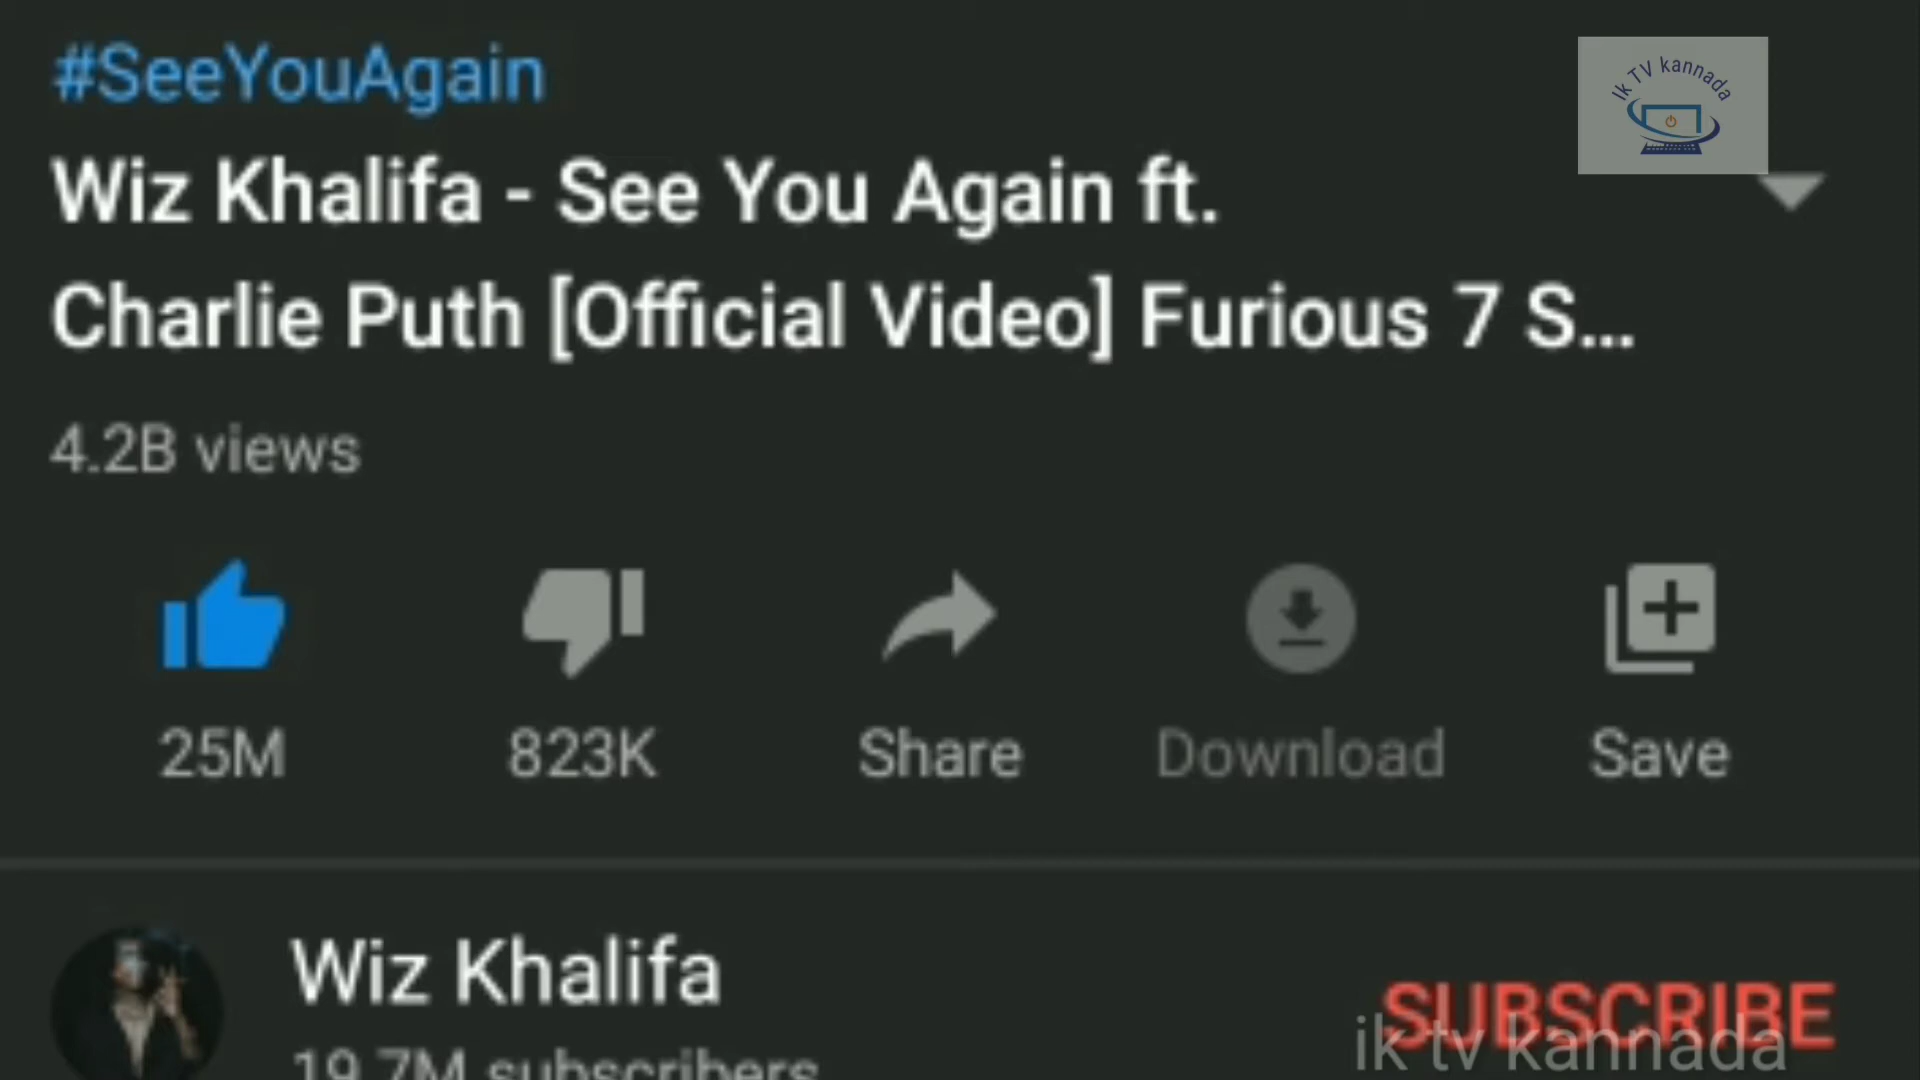 #SeeYouAgain
Ik TV kannada
Wiz Khalifa - See You Again ft.
Charlie Puth [Official Video] Furious 7 S...
4.2B views
25M
823K
Share
Download
Save
Wiz Khalifa
SUBSCRIBE
19.7M subscribers
ik tv kannada